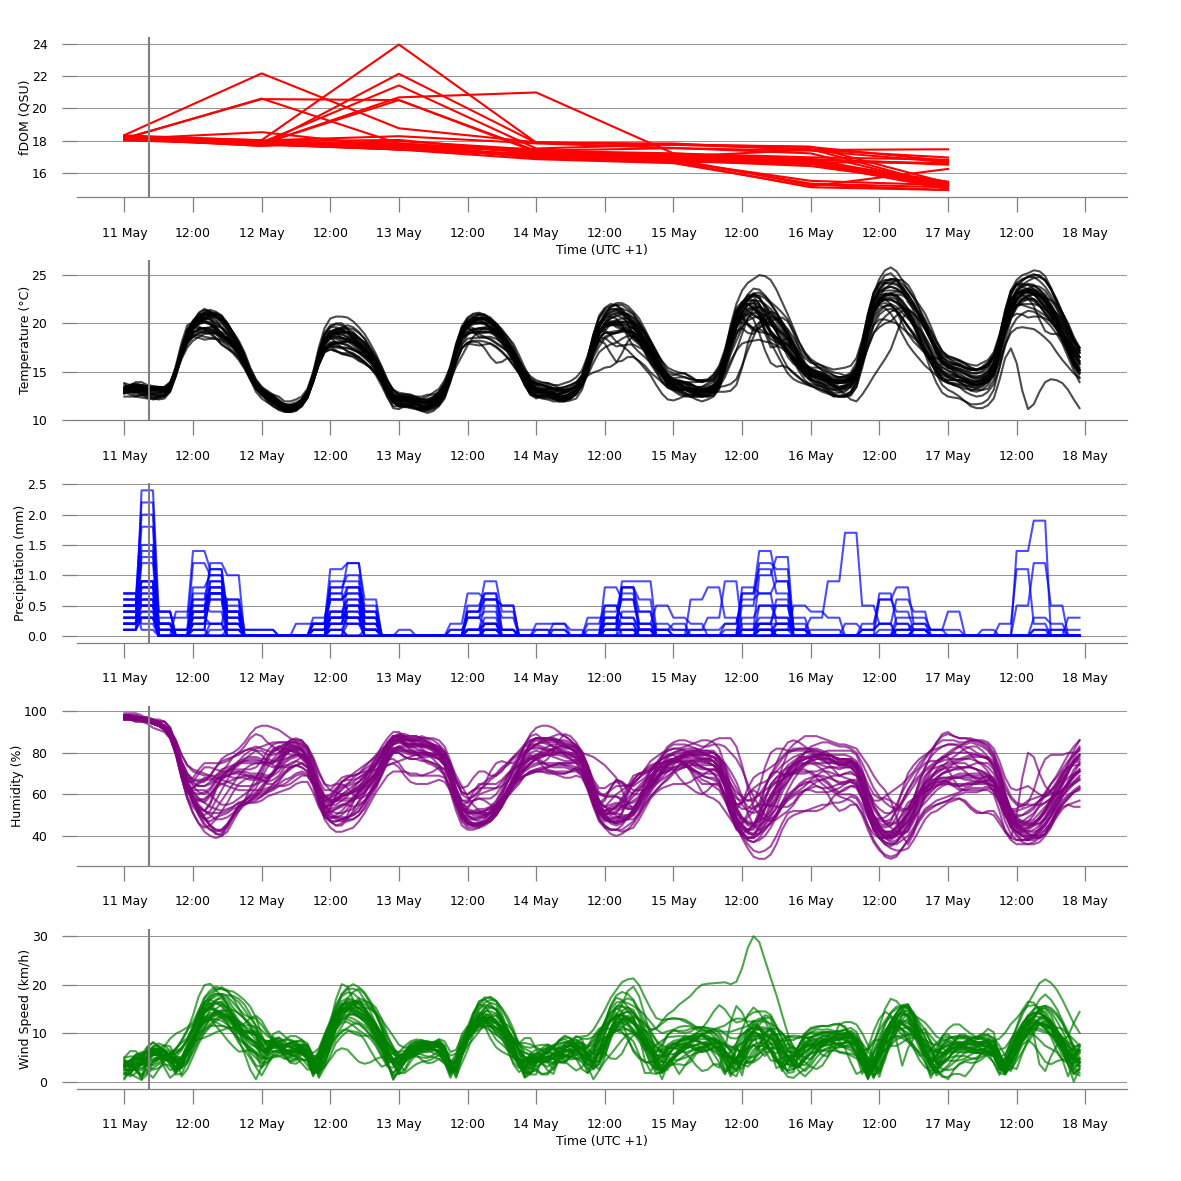 fDOM (QSU)
24
22
20
18
16
11 May 12:00 12 May 12:00 13 May 12:00 14 May 12:00 15 May 12:00 16 May 12:00 17 May 12:00 18 May
Time (UTC +1)
Temperature (°C)
25
20
15
10
11 May 12:00 12 May 12:00 13 May 12:00 14 May 12:00 15 May 12:00 16 May 12:00 17 May 12:00 18 May
Precipitation (mm)
2.5
2.0
1.5
1.0
0.5
0.0
11 May 12:00 12 May 12:00 13 May 12:00 14 May 12:00 15 May 12:00 16 May 12:00 17 May 12:00 18 May
Humidity (%)
100
80
60
40
11 May 12:00 12 May 12:00 13 May 12:00 14 May 12:00 15 May 12:00 16 May 12:00 17 May 12:00 18 May
Wind Speed (km/h)
30
20
10
0
11 May 12:00 12 May 12:00 13 May 12:00 14 May 12:00 15 May 12:00 16 May 12:00 17 May 12:00 18 May
Time (UTC +1)